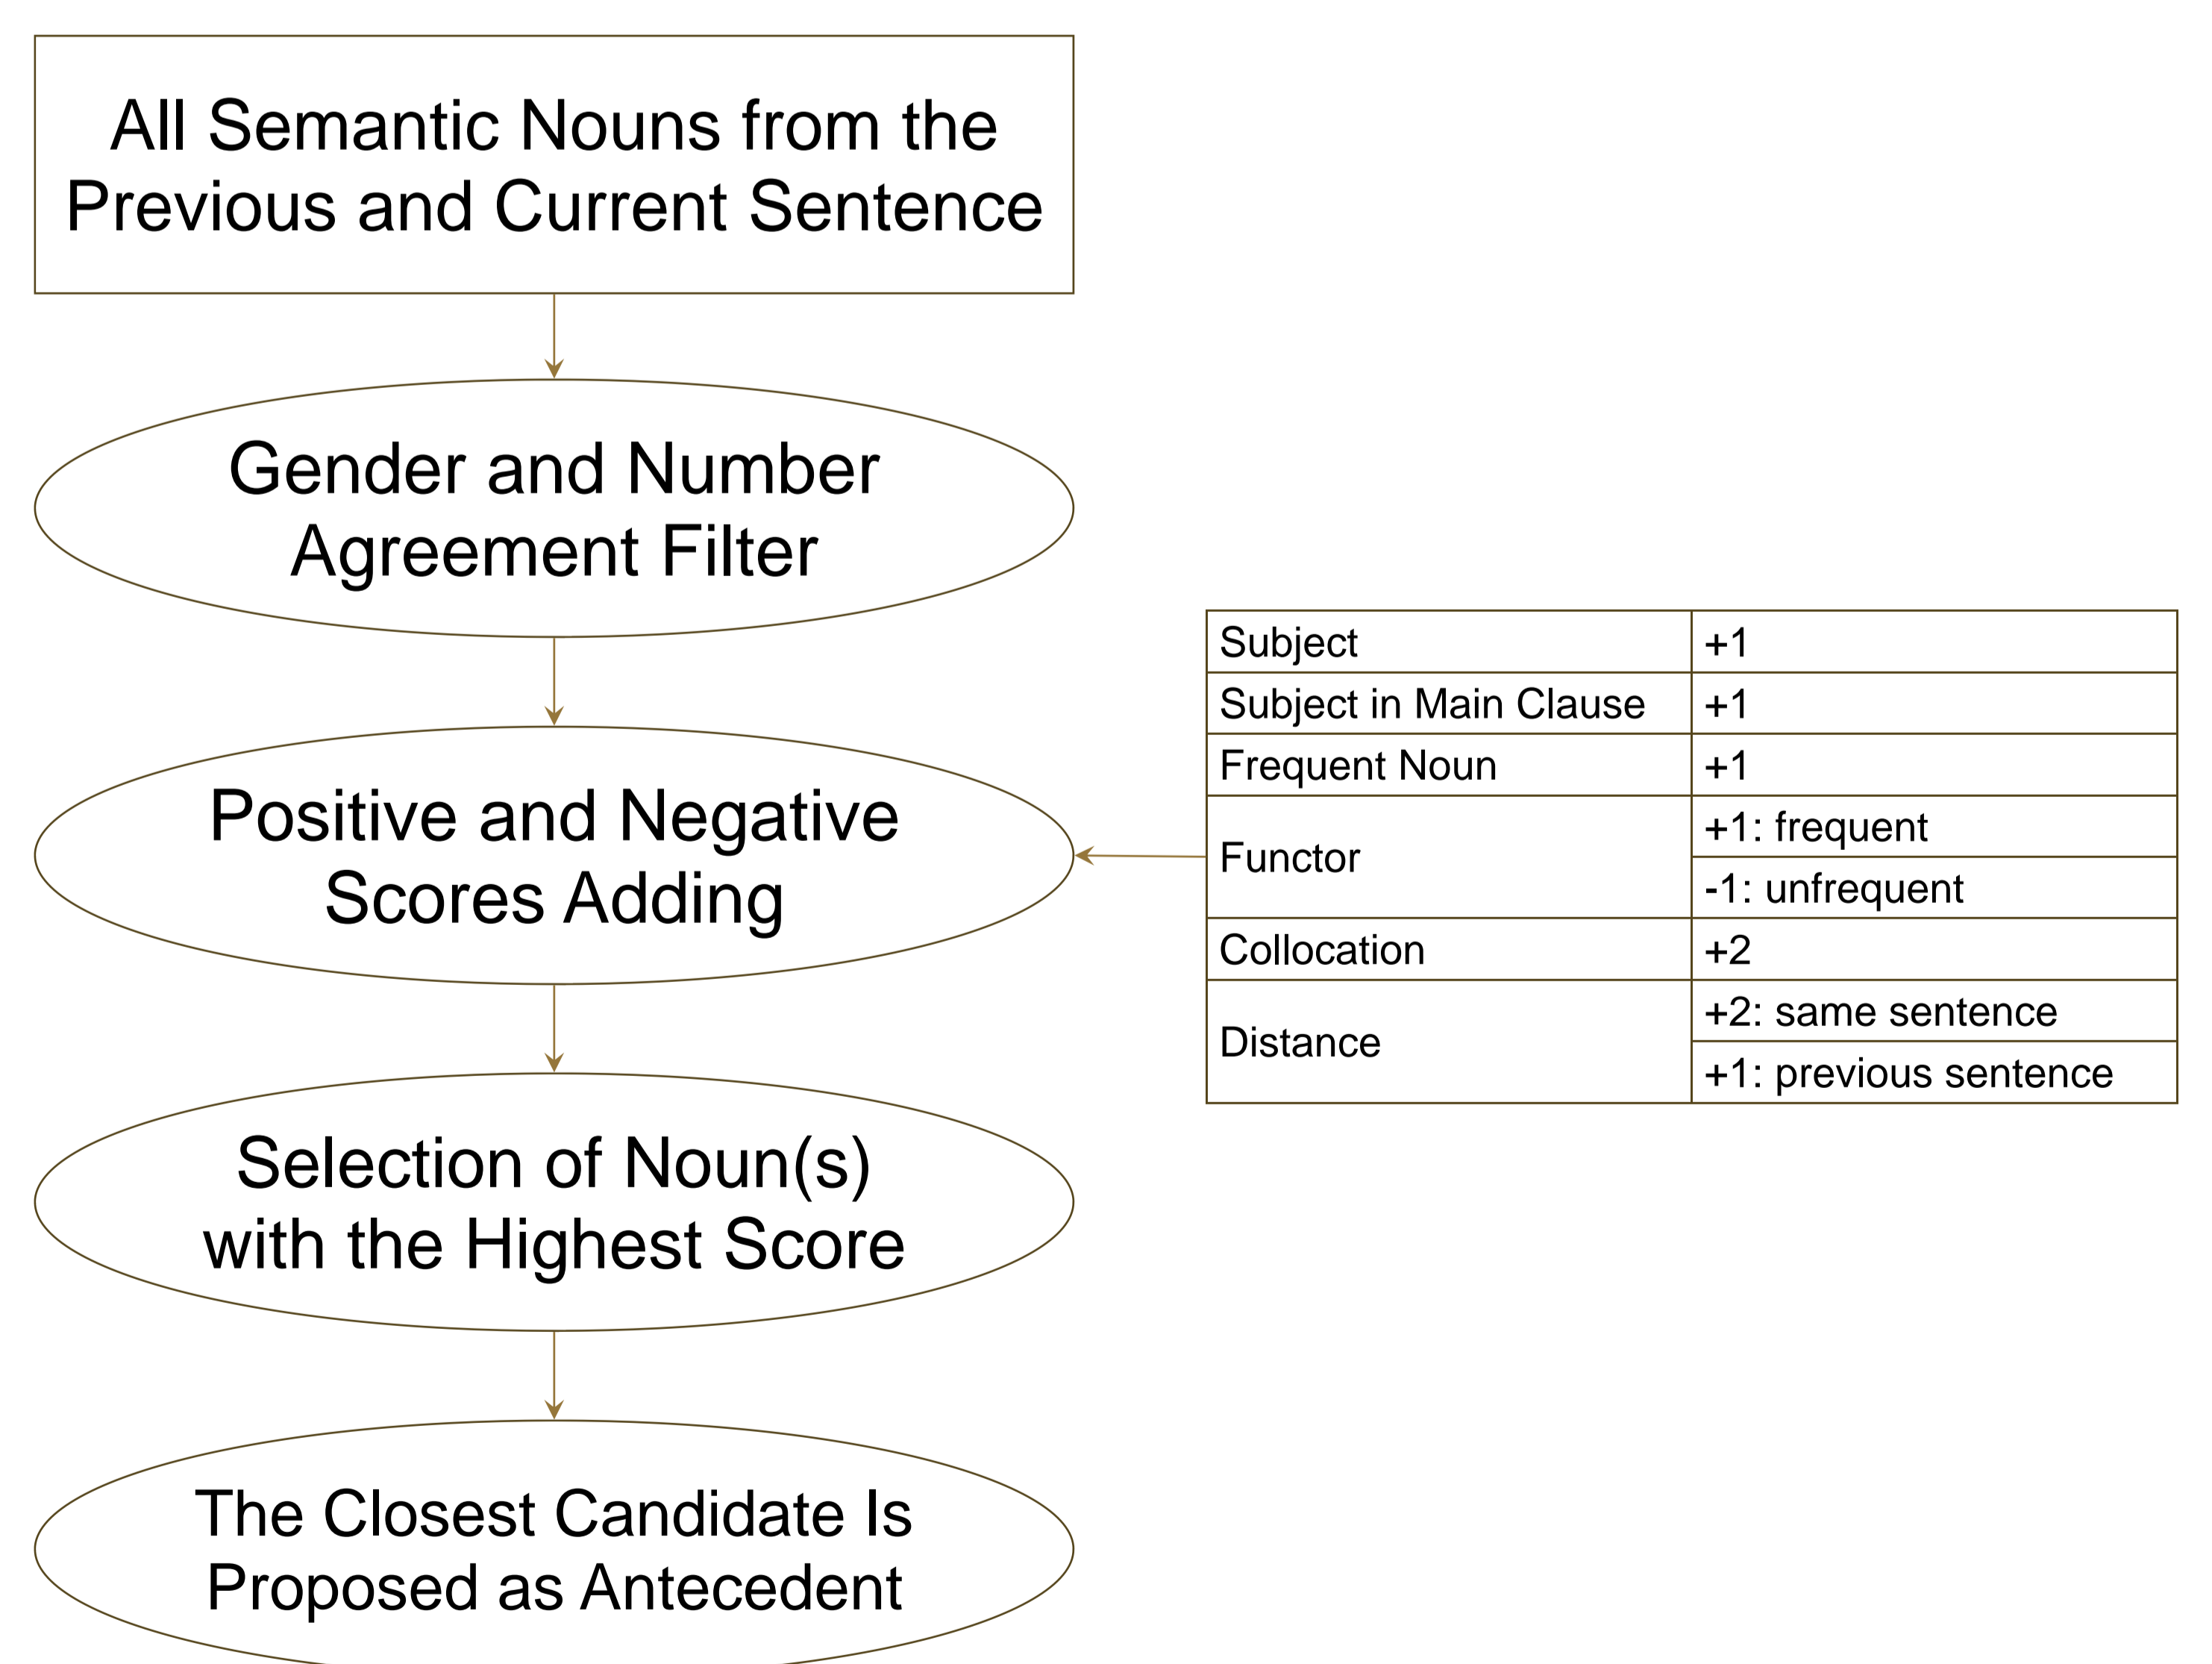 All Semantic Nouns from the
Previous and Current Sentence
Gender and Number
Agreement Filter
Positive and Negative
Scores Adding
Subject +1
Subject in Main Clause +1
Frequent Noun +1
Functor
+1: frequent
-1: unfrequent
Collocation +2
Distance
+2: same sentence
+1: previous sentence
Selection of Noun(s)
with the Highest Score
The Closest Candidate Is
Proposed as Antecedent